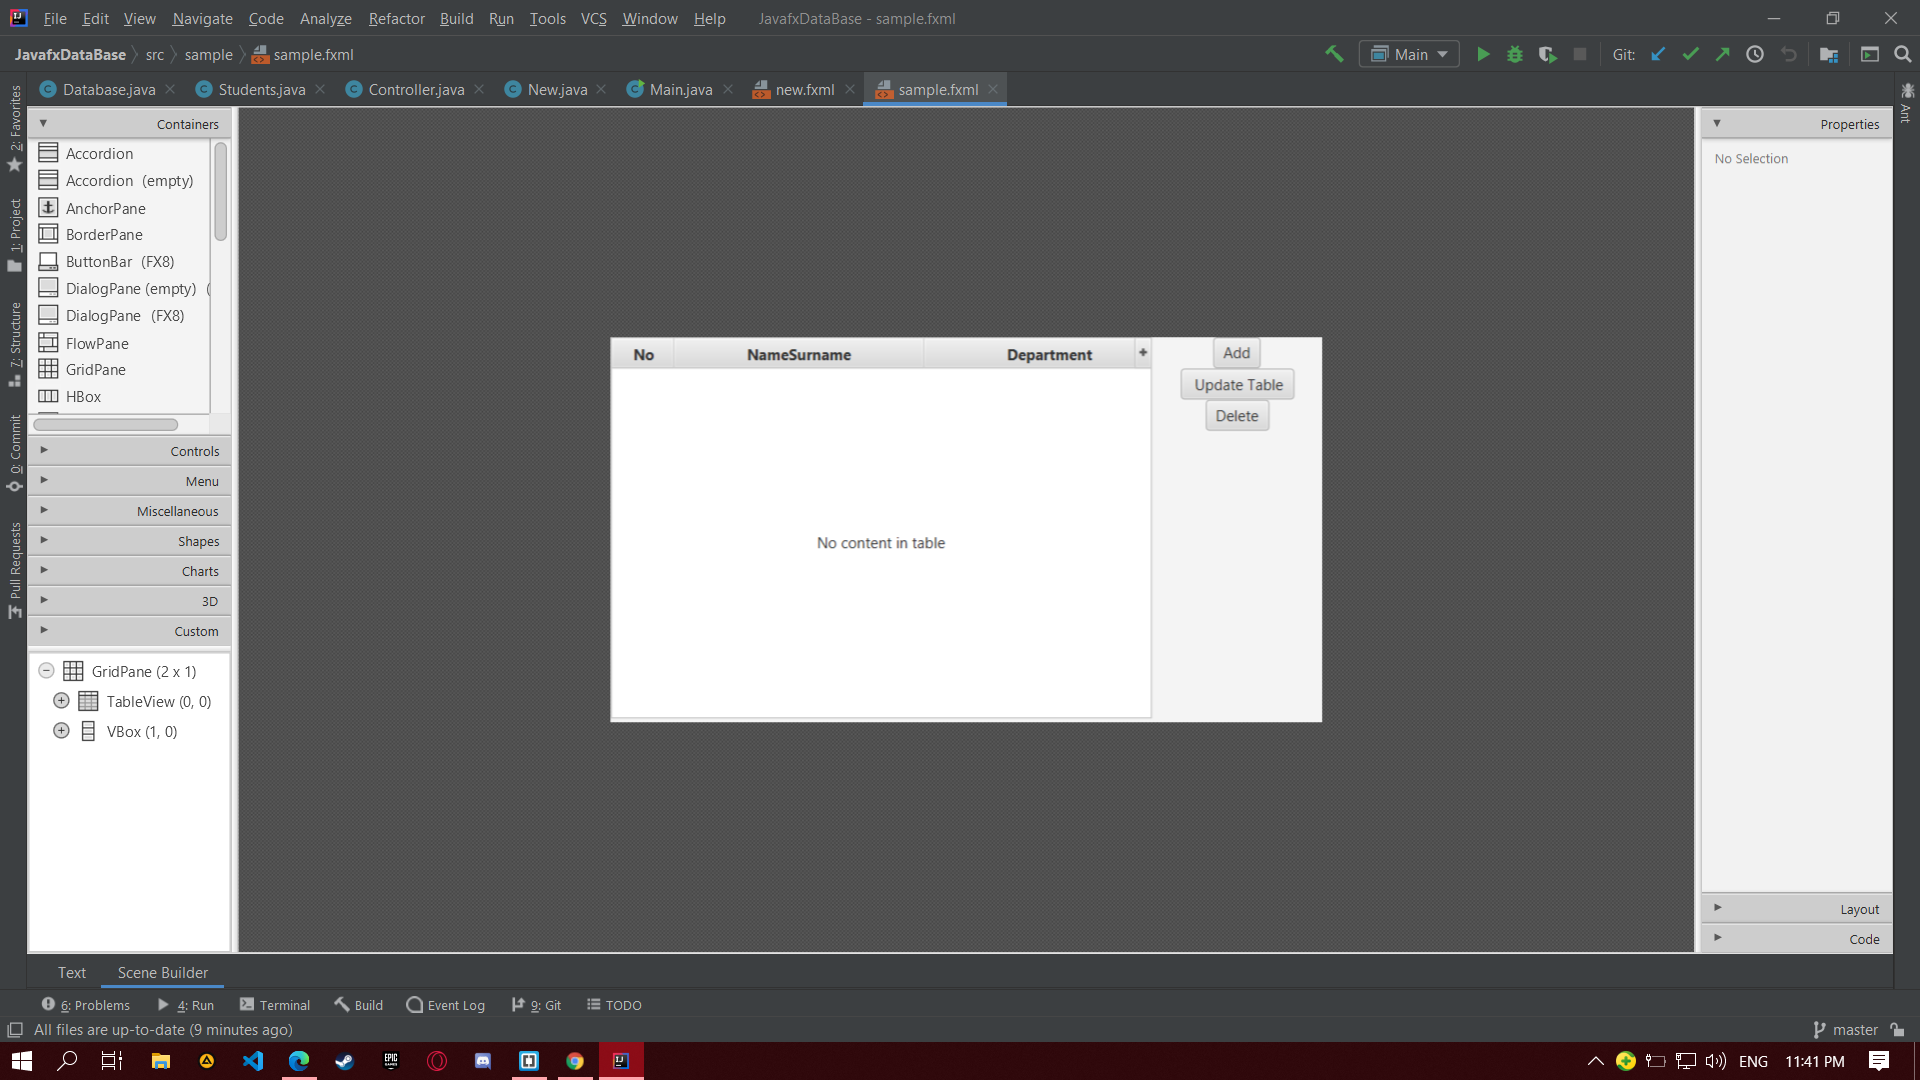 File Edit View Navigate Code Analyze Refactor Build Run Tools VCS Window Help JavafxDataBase - sample.fxml
JavafxDataBase src sample sample.fxml Main Git:
Database.java Students.java Controller.java New.java Main.java new.fxml sample.fxml
2: Favorites
1: Project
7: Structure
0: Commit
Pull Requests
Containers
Accordion
Accordion (empty)
AnchorPane
BorderPane
ButtonBar (FX8)
DialogPane (empty) (
DialogPane (FX8)
FlowPane
GridPane
HBox
Controls
Menu
Miscellaneous
Shapes
Charts
3D
Custom
GridPane (2 x 1)
TableView (0, 0)
VBox (1, 0)
No NameSurname Department
No content in table
Add
Update Table
Delete
Properties
No Selection
Layout
Code
Ant
Text Scene Builder
6: Problems 4: Run Terminal Build Event Log 9: Git TODO
All files are up-to-date (9 minutes ago) master
EPIC
GAMES
IJ
ENG 11:41 PM